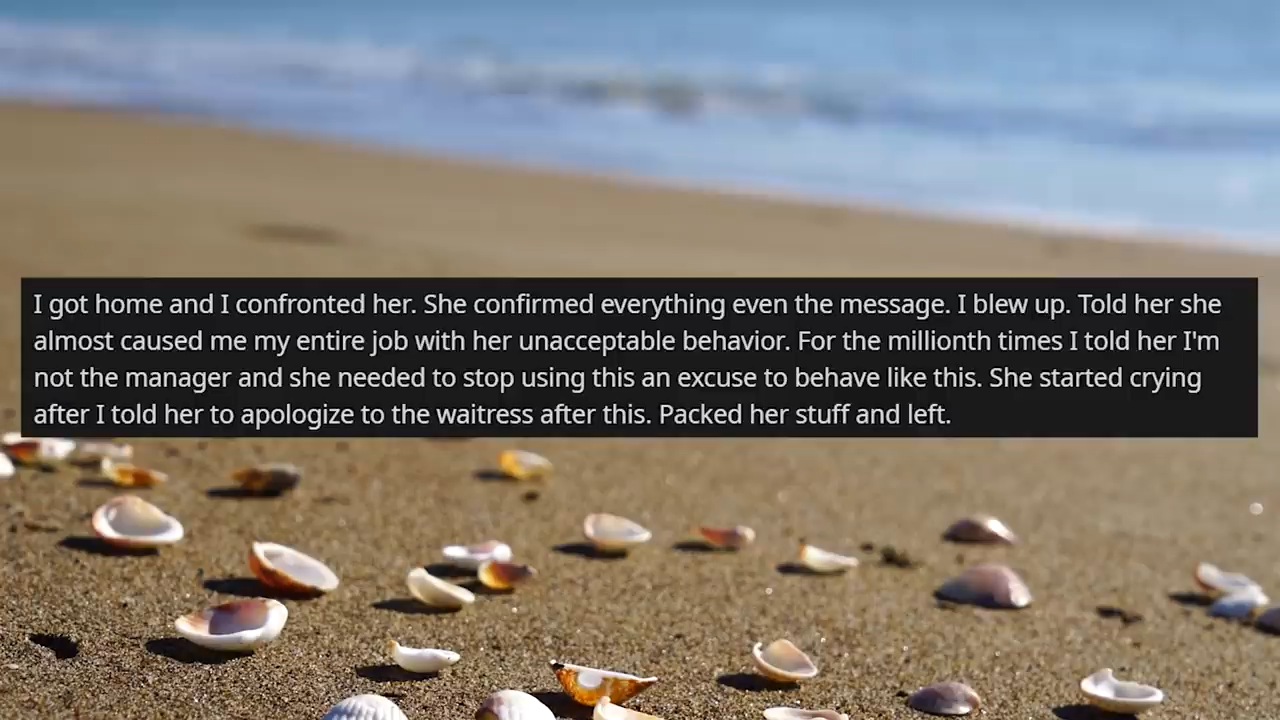 I got home and I confronted her. She confirmed everything even the message. I blew up. Told her she
almost caused me my entire job with her unacceptable behavior. For the millionth times I told her I'm
not the manager and she needed to stop using this an excuse to behave like this. She started crying
after I told her to apologize to the waitress after this. Packed her stuff and left.